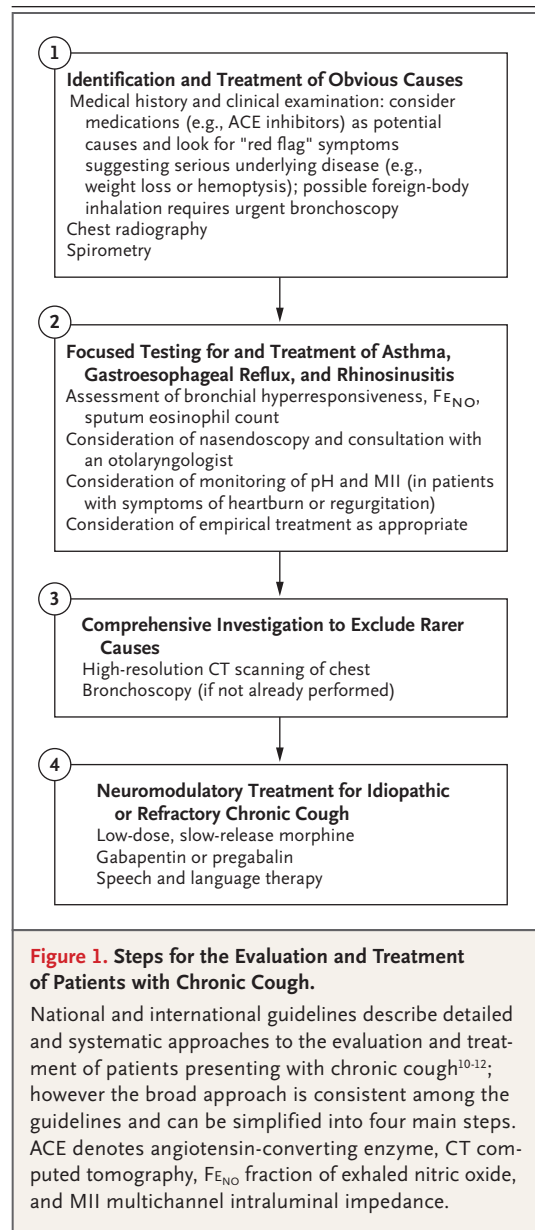 1
Identification and Treatment of Obvious Causes
Medical history and clinical examination: consider
medications (e.g., ACE inhibitors) as potential
causes and look for "red flag" symptoms
suggesting serious underlying disease (e.g.,
weight loss or hemoptysis); possible foreign-body
inhalation requires urgent bronchoscopy
Chest radiography
Spirometry
2
Focused Testing for and Treatment of Asthma,
Gastroesophageal Reflux, and Rhinosinusitis
Assessment of bronchial hyperresponsiveness, FENO,
sputum eosinophil count
Consideration of nasendoscopy and consultation with
an otolaryngologist
Consideration of monitoring of pH and MII (in patients
with symptoms of heartburn or regurgitation)
Consideration of empirical treatment as appropriate
3
Comprehensive Investigation to Exclude Rarer
Causes
High-resolution CT scanning of chest
Bronchoscopy (if not already performed)
4
Neuromodulatory Treatment for Idiopathic
or Refractory Chronic Cough
Low-dose, slow-release morphine
Gabapentin or pregabalin
Speech and language therapy
Figure 1. Steps for the Evaluation and Treatment
of Patients with Chronic Cough.
National and international guidelines describe detailed
and systematic approaches to the evaluation and treat-
ment of patients presenting with chronic cough10-12;
however the broad approach is consistent among the
guidelines and can be simplified into four main steps.
ACE denotes angiotensin-converting enzyme, CT com-
puted tomography, FENO fraction of exhaled nitric oxide,
and MII multichannel intraluminal impedance.